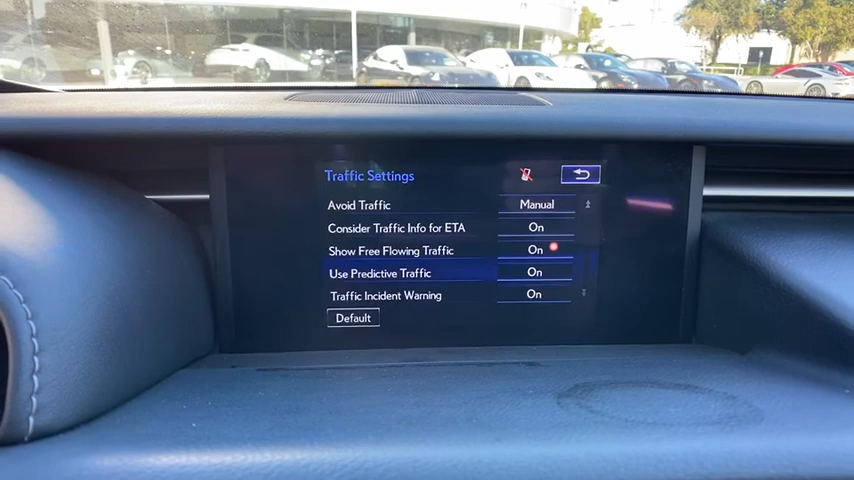 Traffic Settings
Avoid Traffic Manual
Consider Traffic Info for ETA On
Show Free Flowing Traffic On
Use Predictive Traffic On
Traffic Incident Warning On
Default